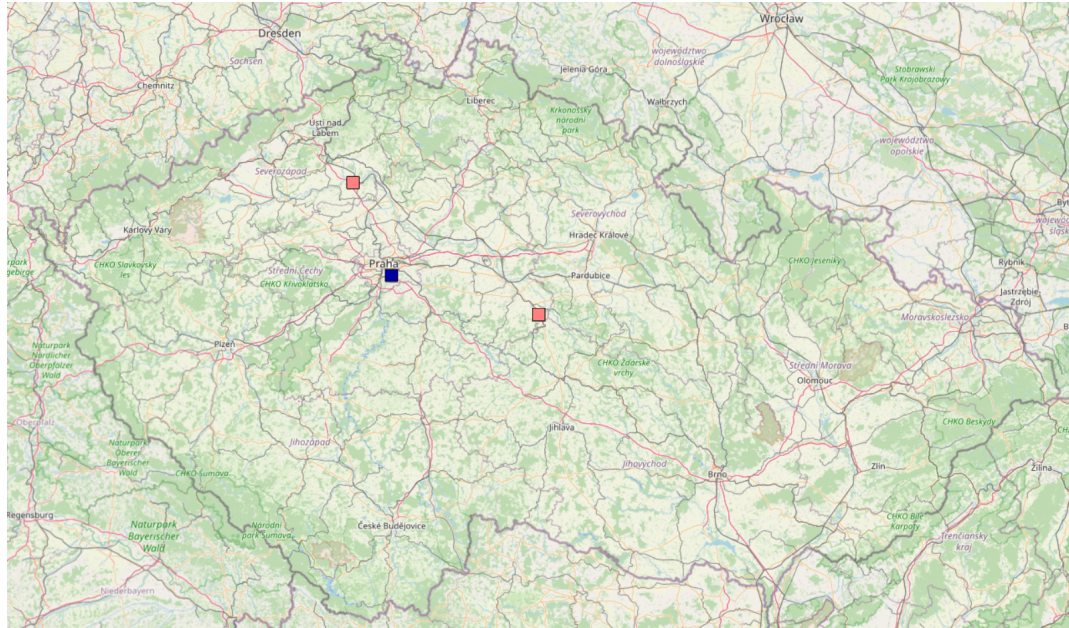 Wrocław
Dresden
województwo
dolnośląskie
Sachsen
Jelenia Góra
Stobrawski
Park Krajobrazowy
Chemnitz
Liberec
Wałbrzych
Krkonošský
národní
park
Ústí nad
Labem
województwo
opolskie
Severozápad
Karlovy Vary
Severovýchod
Hradec Králové
Praha
CHKO Slavkovský
les
Střední Čechy
CHKO Křivoklátsko
Pardubice
CHKO Jeseníky
Rybnik
Jastrzębie
Zdrój
Moravskoslezsko
Plzeň
Naturpark
Nördlicher
Oberpfälzer
Wald
CHKO Žďárské
vrchy
Střední Morava
Olomouc
Oberpfalz
Jihlava
CHKO Beskydy
Naturpark
Oberer
Bayerischer
Wald
Jihozápad
Jihovýchod
Brno
Zlín
Žilina
CHKO Šumava
Regensburg
Naturpark
Bayerischer
Wald
Národní
park Šumava
České Budějovice
CHKO Bílé
Karpaty
Trenčiansky
kraj
Niederbayern